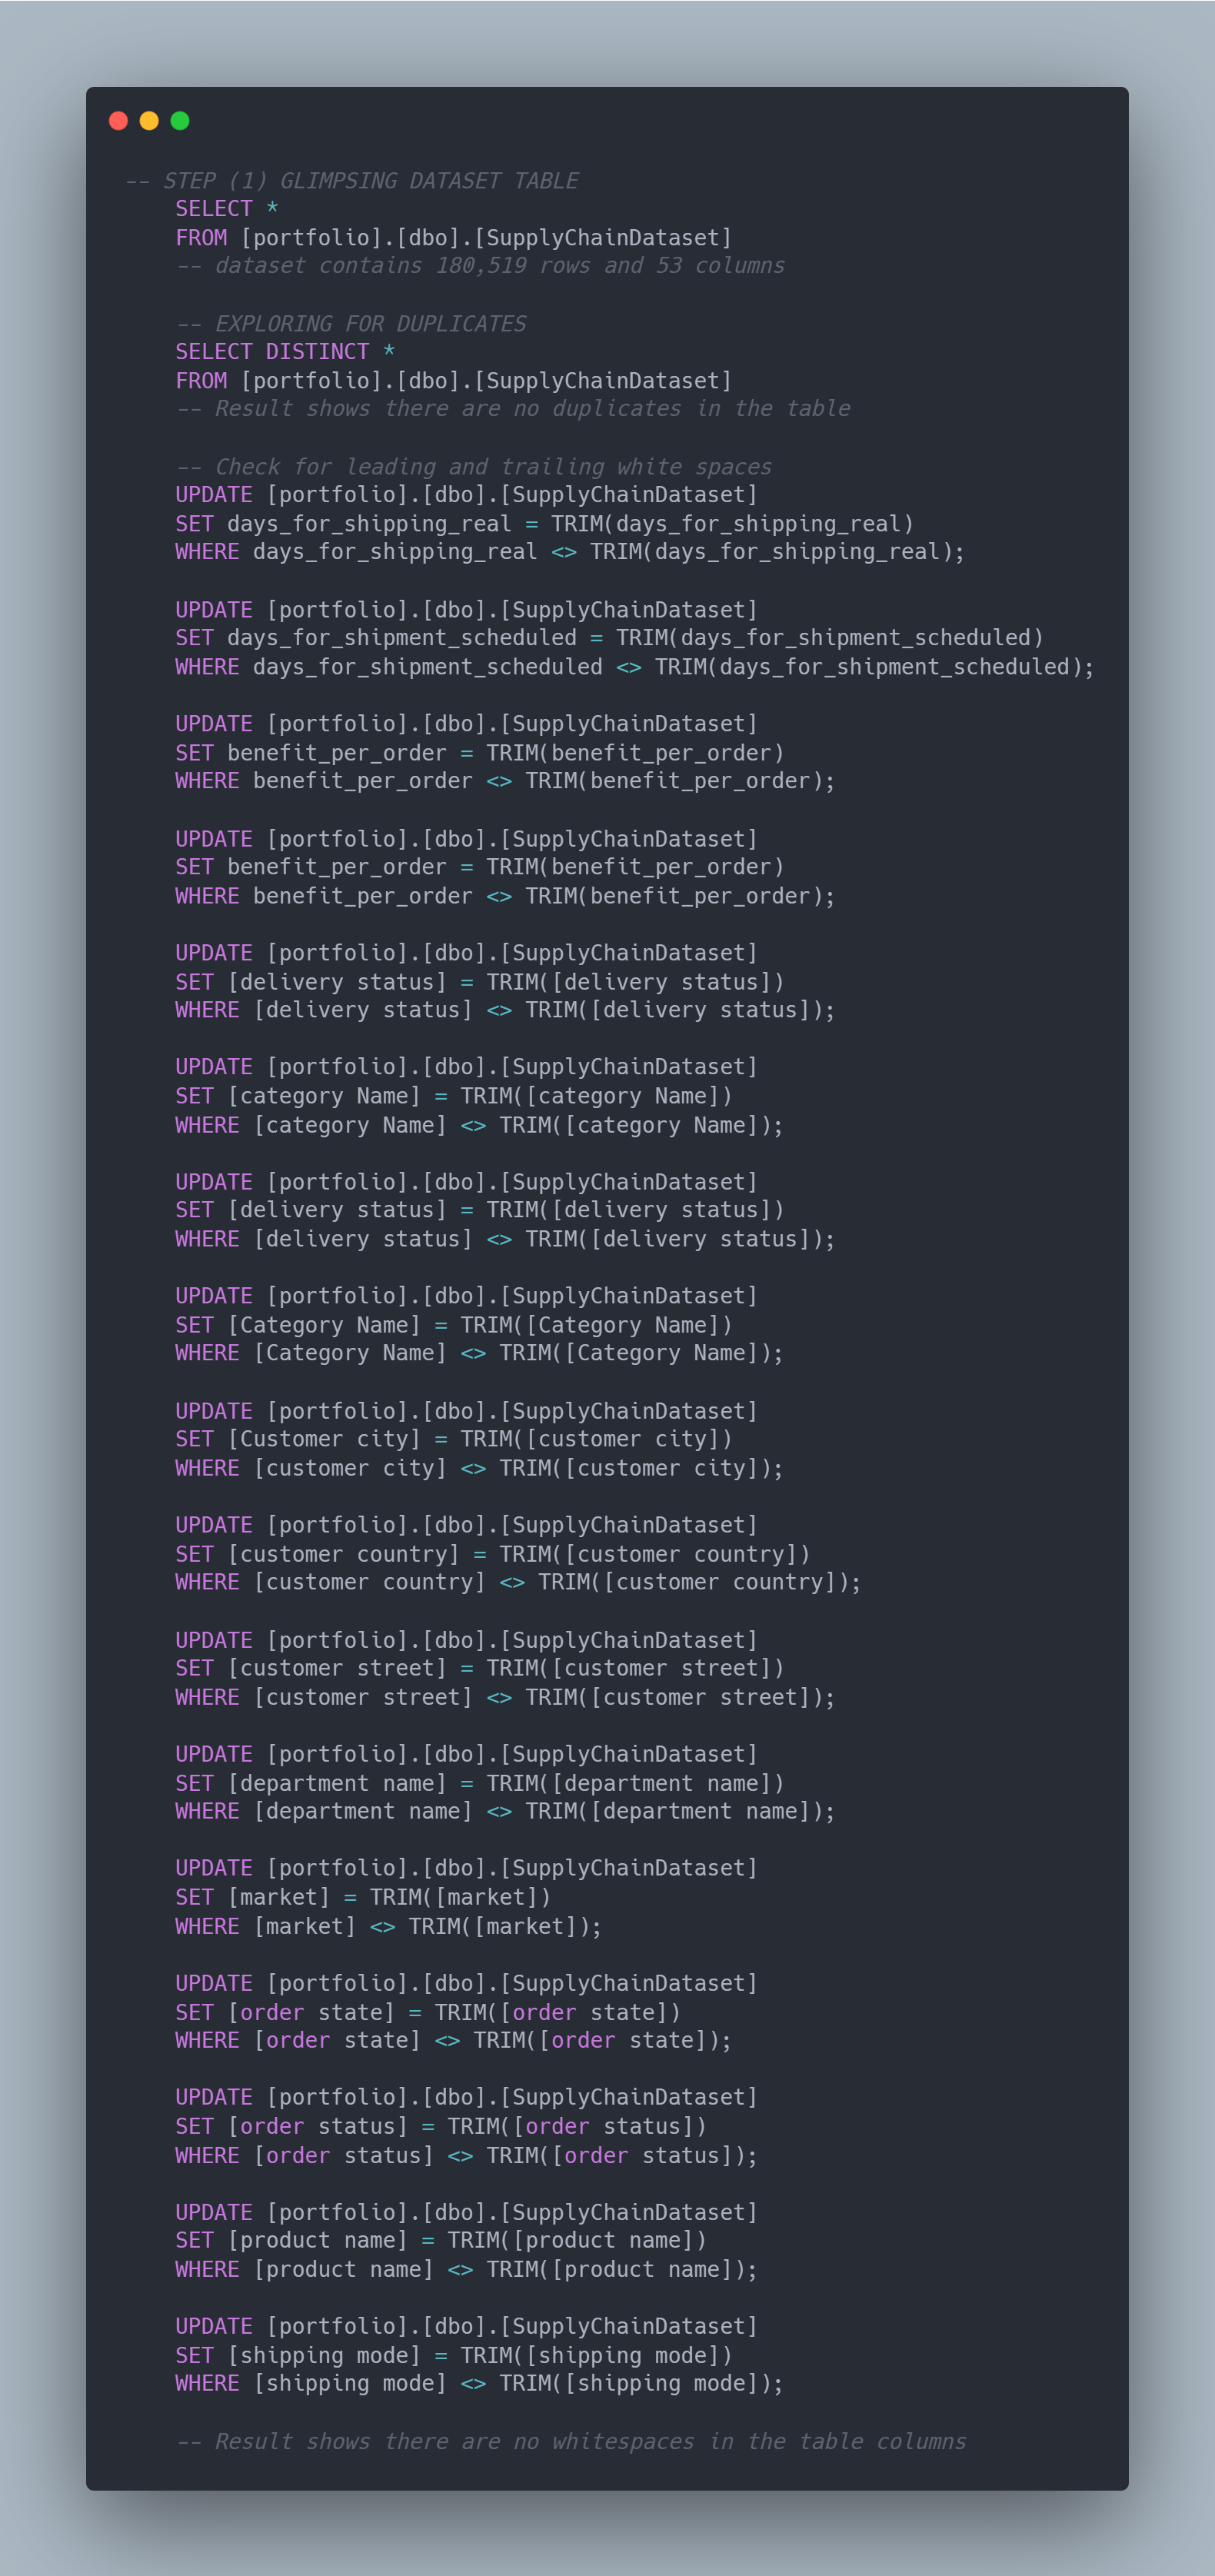 -- STEP (1) GLIMPSING DATASET TABLE
SELECT *
FROM [portfolio].[dbo].[SupplyChainDataset]
-- dataset contains 180,519 rows and 53 columns
-- EXPLORING FOR DUPLICATES
SELECT DISTINCT *
FROM [portfolio].[dbo].[SupplyChainDataset]
-- Result shows there are no duplicates in the table
-- Check for leading and trailing white spaces
UPDATE [portfolio].[dbo].[SupplyChainDataset]
SET days_for_shipping_real = TRIM(days_for_shipping_real)
WHERE days_for_shipping_real <> TRIM(days_for_shipping_real);
UPDATE [portfolio].[dbo].[SupplyChainDataset]
SET days_for_shipment_scheduled = TRIM(days_for_shipment_scheduled)
WHERE days_for_shipment_scheduled <> TRIM(days_for_shipment_scheduled);
UPDATE [portfolio].[dbo].[SupplyChainDataset]
SET benefit_per_order = TRIM(benefit_per_order)
WHERE benefit_per_order <> TRIM(benefit_per_order);
UPDATE [portfolio].[dbo].[SupplyChainDataset]
SET benefit_per_order = TRIM(benefit_per_order)
WHERE benefit_per_order <> TRIM(benefit_per_order);
UPDATE [portfolio].[dbo].[SupplyChainDataset]
SET [delivery status] = TRIM([delivery status])
WHERE [delivery status] <> TRIM([delivery status]);
UPDATE [portfolio].[dbo].[SupplyChainDataset]
SET [category Name] = TRIM([category Name])
WHERE [category Name] <> TRIM([category Name]);
UPDATE [portfolio].[dbo].[SupplyChainDataset]
SET [delivery status] = TRIM([delivery status])
WHERE [delivery status] <> TRIM([delivery status]);
UPDATE [portfolio].[dbo].[SupplyChainDataset]
SET [Category Name] = TRIM([Category Name])
WHERE [Category Name] <> TRIM([Category Name]);
UPDATE [portfolio].[dbo].[SupplyChainDataset]
SET [Customer city] = TRIM([customer city])
WHERE [customer city] <> TRIM([customer city]);
UPDATE [portfolio].[dbo].[SupplyChainDataset]
SET [customer country] = TRIM([customer country])
WHERE [customer country] <> TRIM([customer country]);
UPDATE [portfolio].[dbo].[SupplyChainDataset]
SET [customer street] = TRIM([customer street])
WHERE [customer street] <> TRIM([customer street]);
UPDATE [portfolio].[dbo].[SupplyChainDataset]
SET [department name] = TRIM([department name])
WHERE [department name] <> TRIM([department name]);
UPDATE [portfolio].[dbo].[SupplyChainDataset]
SET [market] = TRIM([market])
WHERE [market] <> TRIM([market]);
UPDATE [portfolio].[dbo].[SupplyChainDataset]
SET [order state] = TRIM([order state])
WHERE [order state] <> TRIM([order state]);
UPDATE [portfolio].[dbo].[SupplyChainDataset]
SET [order status] = TRIM([order status])
WHERE [order status] <> TRIM([order status]);
UPDATE [portfolio].[dbo].[SupplyChainDataset]
SET [product name] = TRIM([product name])
WHERE [product name] <> TRIM([product name]);
UPDATE [portfolio].[dbo].[SupplyChainDataset]
SET [shipping mode] = TRIM([shipping mode])
WHERE [shipping mode] <> TRIM([shipping mode]);
-- Result shows there are no whitespaces in the table columns